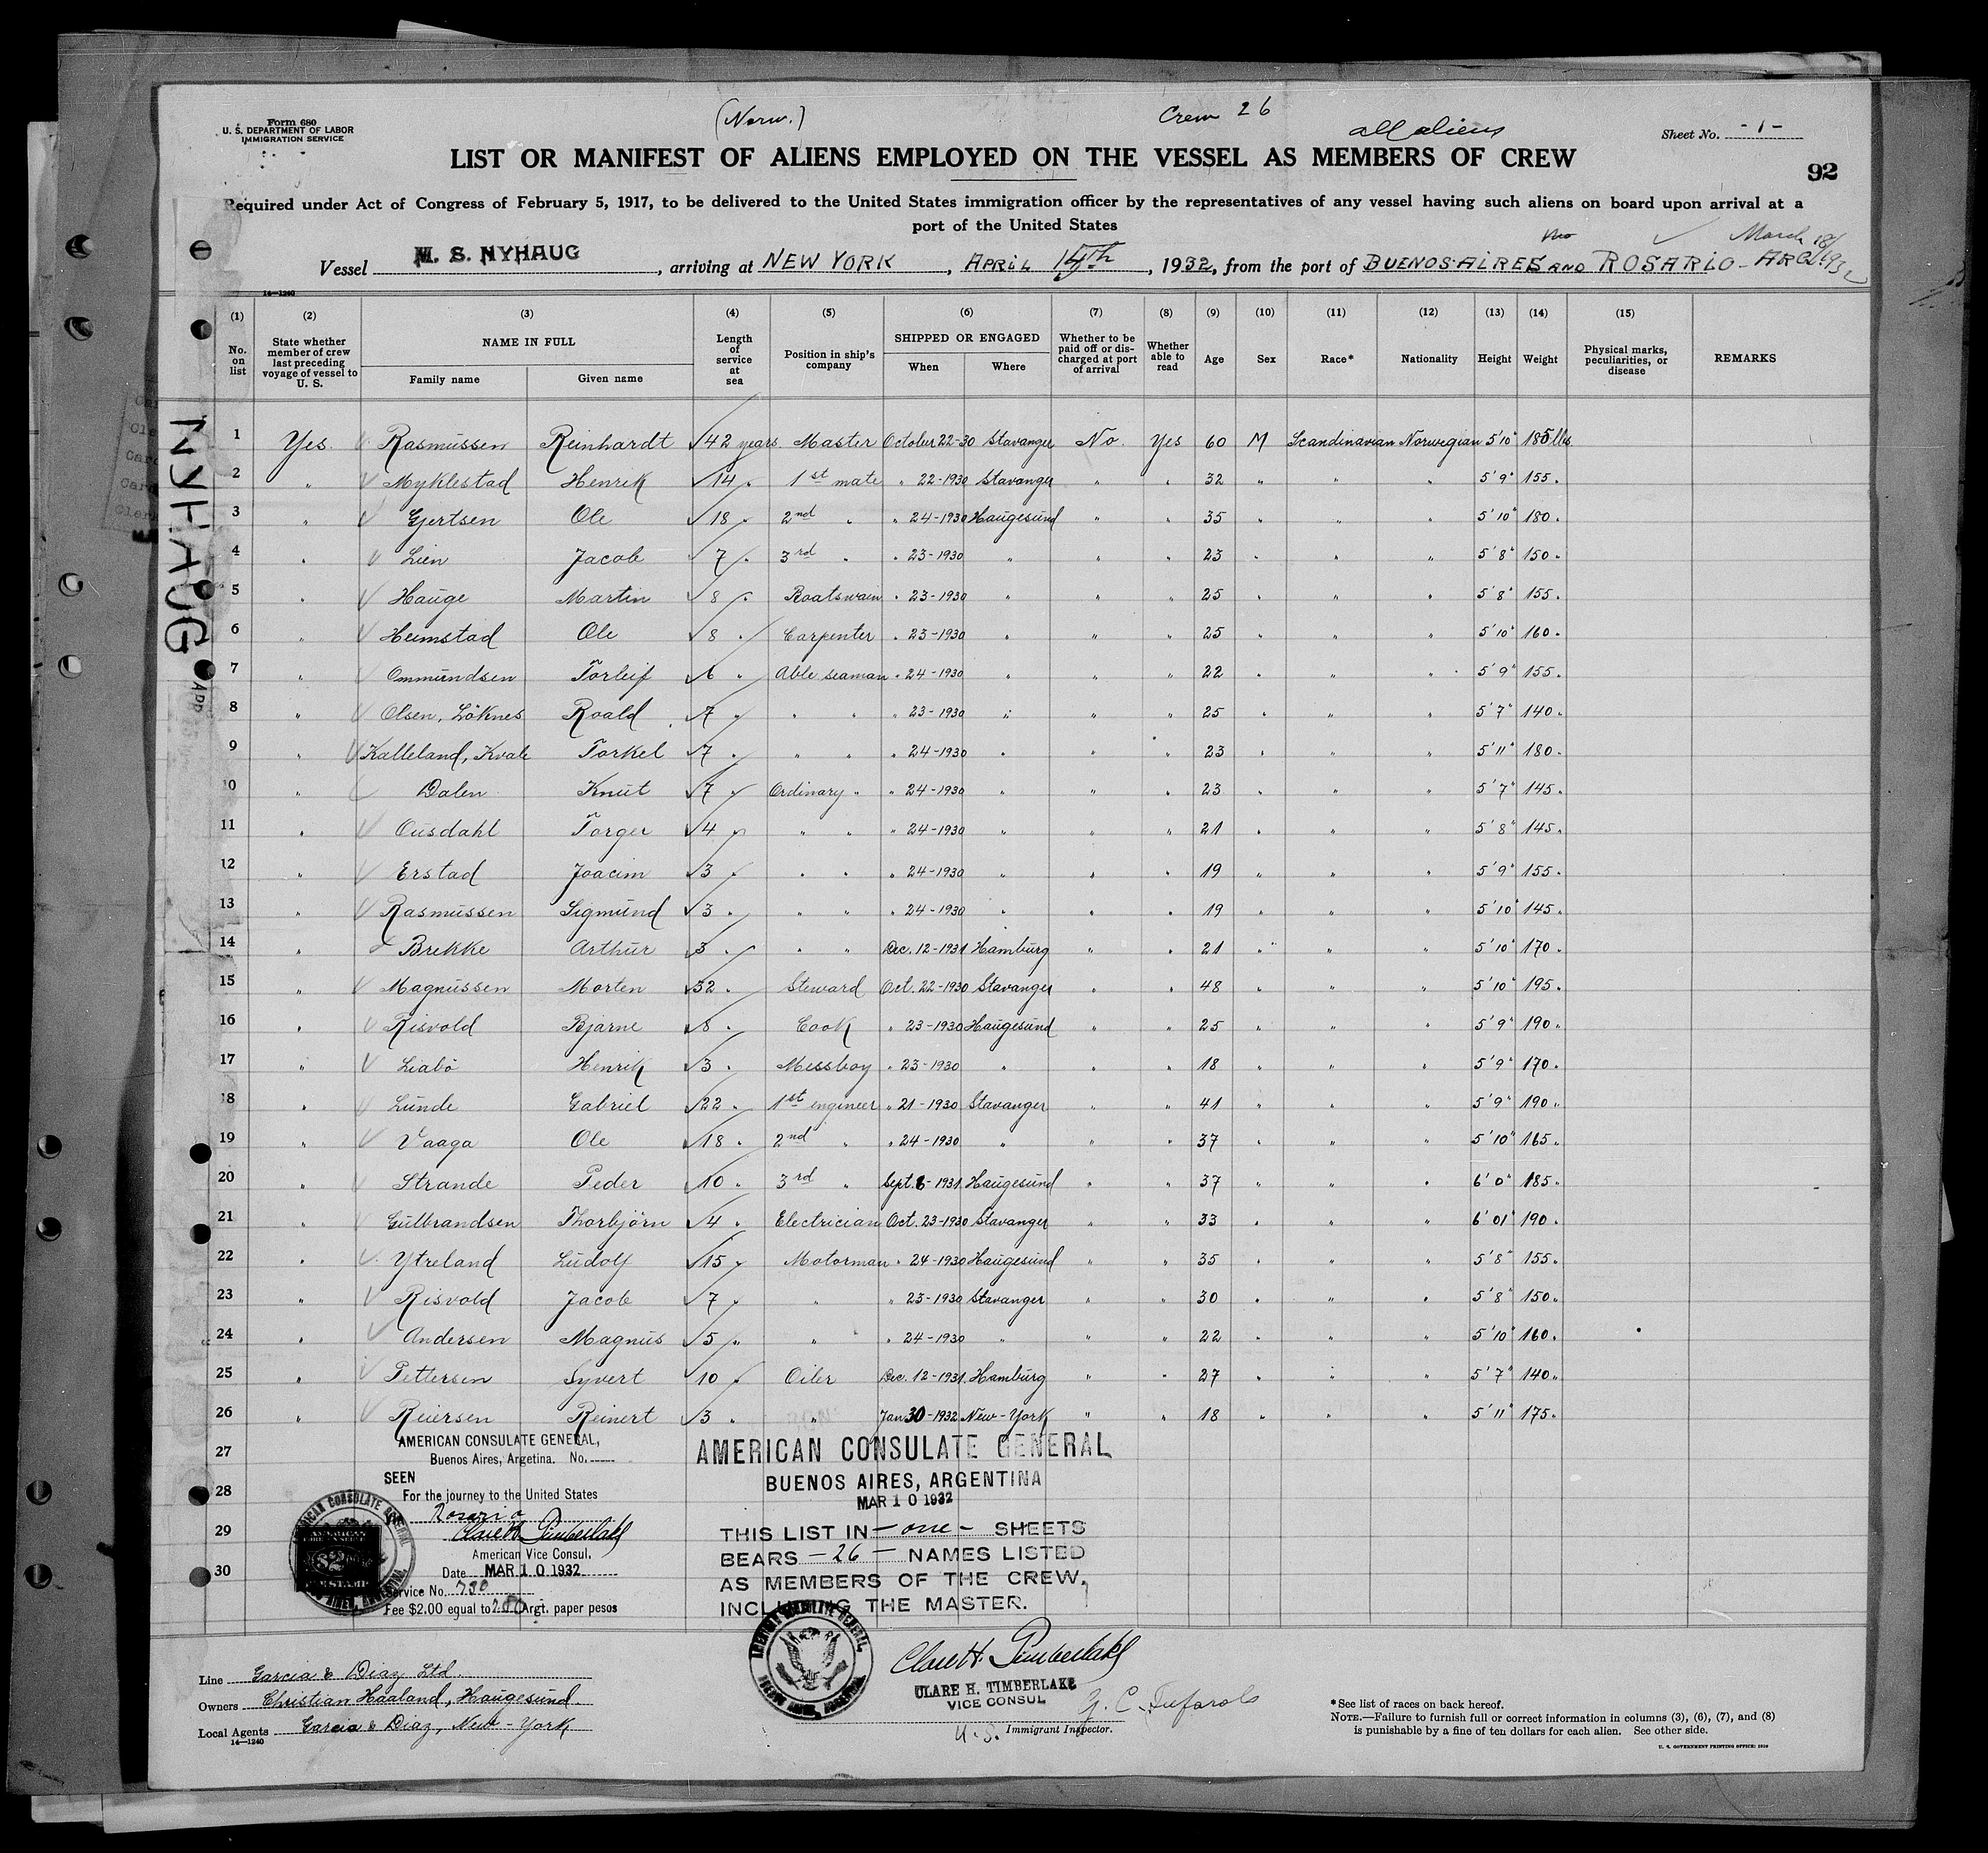 Form 680
U. S. DEPARTMENT OF LABOR
IMMIGRATION SERVICE
(Norw.)
Crew 26
all aliens
Sheet No. -1-
LIST OR MANIFEST OF ALIENS EMPLOYED ON THE VESSEL AS MEMBERS OF CREW
92
Required under Act of Congress of February 5, 1917, to be delivered to the United States immigration officer by the representatives of any vessel having such aliens on board upon arrival at a
port of the United States
March 18/1932
Vessel M. S. NYHAUG, arriving at NEW YORK, APRIL 14th, 1932, from the port of BUENOS-AIRES AND ROSARIO - ARG.
14—1240
(1) (2) (3) (4) (5) (6) (7) (8) (9) (10) (11) (12) (13) (14) (15)
No. on list State whether member of crew last preceding voyage of vessel to U. S. NAME IN FULL Family name Given name Length of service at sea Position in ship's company SHIPPED OR ENGAGED When Where Whether to be paid off or discharged at port of arrival Whether able to read Age Sex Race* Nationality Height Weight Physical marks, peculiarities, or disease REMARKS
NYHAUG
1 Yes. √ Rasmussen Reinhardt √ 42 years. Master October 22-30 Stavanger No. Yes 60 M Scandinavian Norwegian 5'10" 185 lbs
2 " √ Myklestad Henrik √ 14 " 1st mate " 22-1930 Stavanger " " 32 " " " 5'9" 155 "
3 " √ Gjertsen Ole √ 18 " 2nd " " 24-1930 Haugesund " " 35 " " " 5'10" 180 "
4 " √ Lien Jacob √ 7 " 3rd " " 23-1930 " " " 23 " " " 5'8" 150 "
5 " √ Hauge Martin √ 8 " Boatswain " 23-1930 " " " 25 " " " 5'8" 155 "
6 " √ Heimstad Ole √ 8 " Carpenter " 23-1930 " " " 25 " " " 5'10" 160 "
7 " √ Ommundsen Torleif √ 6 " Able seaman " 24-1930 " " " 22 " " " 5'9" 155 "
8 " √ Olsen, Löknes Roald √ 7 " " " " 23-1930 " " " 25 " " " 5'7" 140 "
9 " √ Kalleland, Kvale Torkel √ 7 " " " " 24-1930 " " " 23 " " " 5'11" 180 "
10 " √ Dalen Knut √ 7 " Ordinary " " 24-1930 " " " 23 " " " 5'7" 145 "
11 " √ Ousdahl Torger √ 4 " " " " 24-1930 " " " 21 " " " 5'8" 145 "
12 " √ Erstad Joacim √ 3 " " " " 24-1930 " " " 19 " " " 5'9" 155 "
13 " √ Rasmussen Sigmund √ 3 " " " " 24-1930 " " " 19 " " " 5'10" 145 "
14 " √ Brekke Arthur √ 3 " " " Dec. 12-1931 Hamburg " " 21 " " " 5'10" 170 "
15 " √ Magnussen Morten √ 32 " Steward Oct. 22-1930 Stavanger " " 48 " " " 5'10" 195 "
16 " √ Risvold Bjarne √ 8 " Cook " 23-1930 Haugesund " " 25 " " " 5'9" 190 "
17 " √ Liabö Henrik √ 3 " Messboy " 23-1930 " " " 18 " " " 5'9" 170 "
18 " √ Lunde Gabriel √ 22 " 1st engineer " 21-1930 Stavanger " " 41 " " " 5'9" 190 "
19 " √ Vaaga Ole √ 18 " 2nd " " 24-1930 " " " 37 " " " 5'10" 165 "
20 " √ Strande Peder √ 10 " 3rd " Sept. 6-1931 Haugesund " " 37 " " " 6'0" 185 "
21 " √ Gulbrandsen Thorbjörn √ 4 " Electrician Oct. 23-1930 Stavanger " " 33 " " " 6'01" 190 "
22 " √ Ytreland Ludolf √ 15 " Motorman " 24-1930 Haugesund " " 35 " " " 5'8" 155 "
23 " √ Risvold Jacob √ 7 " " " 23-1930 Stavanger " " 30 " " " 5'8" 150 "
24 " √ Andersen Magnus √ 5 " " " 24-1930 " " " 22 " " " 5'10" 160 "
25 " √ Pettersen Syvert √ 10 " Oiler Dec. 12-1931 Hamburg " " 27 " " " 5'7" 140 "
26 " √ Reiersen Reinert √ 3 " " Jan 30-1932 New-York " " 18 " " " 5'11" 175 "
27
28
29
30
AMERICAN CONSULATE GENERAL,
Buenos Aires, Argetina. No.
SEEN
For the journey to the United States
Rosario
Clare H. Timberlake
American Vice Consul.
Date MAR 10 1932
Service No. 730
Fee $2.00 equal to Argt. paper pesos
AMERICAN CONSULATE GENERAL
BUENOS AIRES, ARGENTINA
MAR 10 1932
THIS LIST IN - one - SHEETS
BEARS - 26 - NAMES LISTED
AS MEMBERS OF THE CREW,
INCLUDING THE MASTER.
Clare H. Timberlake
CLARE H. TIMBERLAKE
VICE CONSUL
U.S. Immigrant Inspector.
Line Garcia & Diaz Ltd.
Owners Christian Haaland, Haugesund.
Local Agents Garcia & Diaz, New-York
14—1240
*See list of races on back hereof.
NOTE.—Failure to furnish full or correct information in columns (3), (6), (7), and (8)
is punishable by a fine of ten dollars for each alien. See other side.
U. S. GOVERNMENT PRINTING OFFICE: 1930